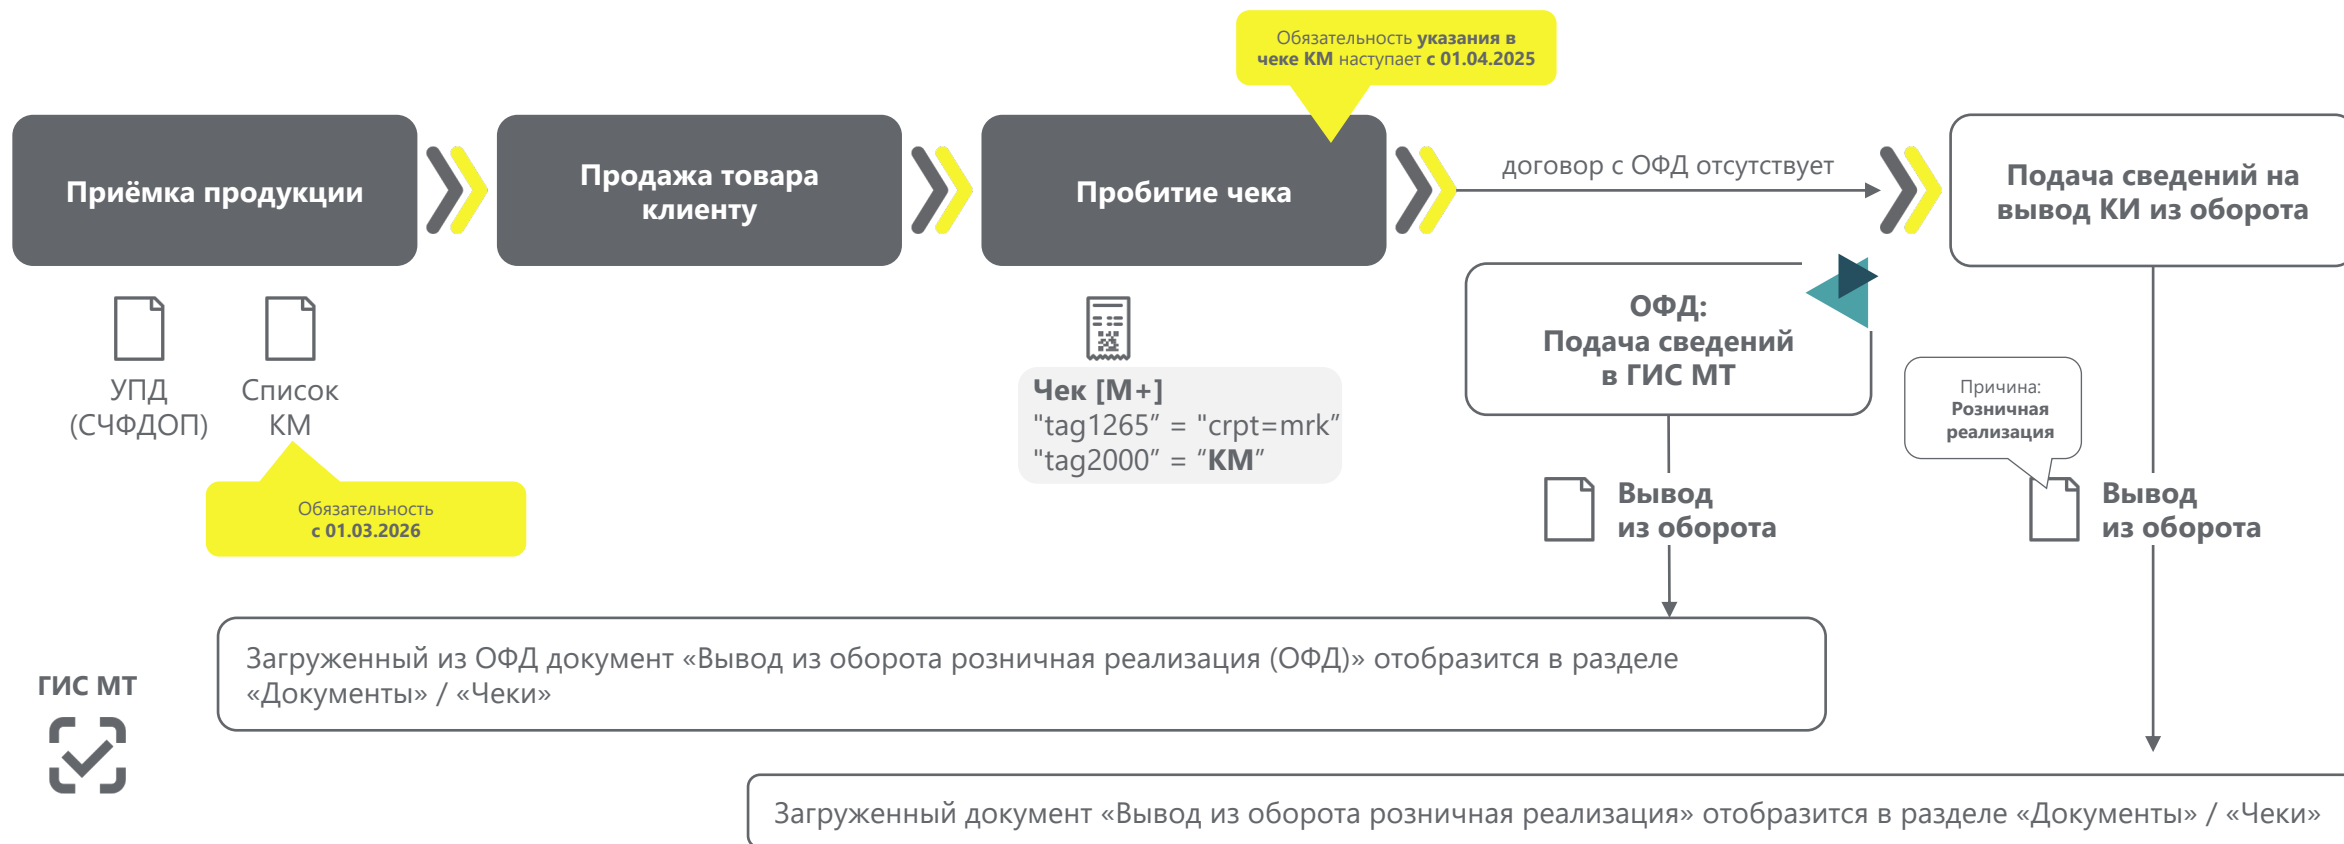 Обязательность указания в
чеке КМ наступает с 01.04.2025
Приёмка продукции
Продажа товара
клиенту
Пробитие чека
договор с ОФД отсутствует
Подача сведений на
вывод КИ из оборота
УПД
(СЧФДОП)
Список
КМ
Обязательность
с 01.03.2026
Чек [М+]
"tag1265” = "crpt=mrk”
"tag2000” = “КМ”
ОФД:
Подача сведений
в ГИС МТ
Причина:
Розничная
реализация
Вывод
из оборота
Вывод
из оборота
Загруженный из ОФД документ «Вывод из оборота розничная реализация (ОФД)» отобразится в разделе
«Документы» / «Чеки»
ГИС МТ
Загруженный документ «Вывод из оборота розничная реализация» отобразится в разделе «Документы» / «Чеки»